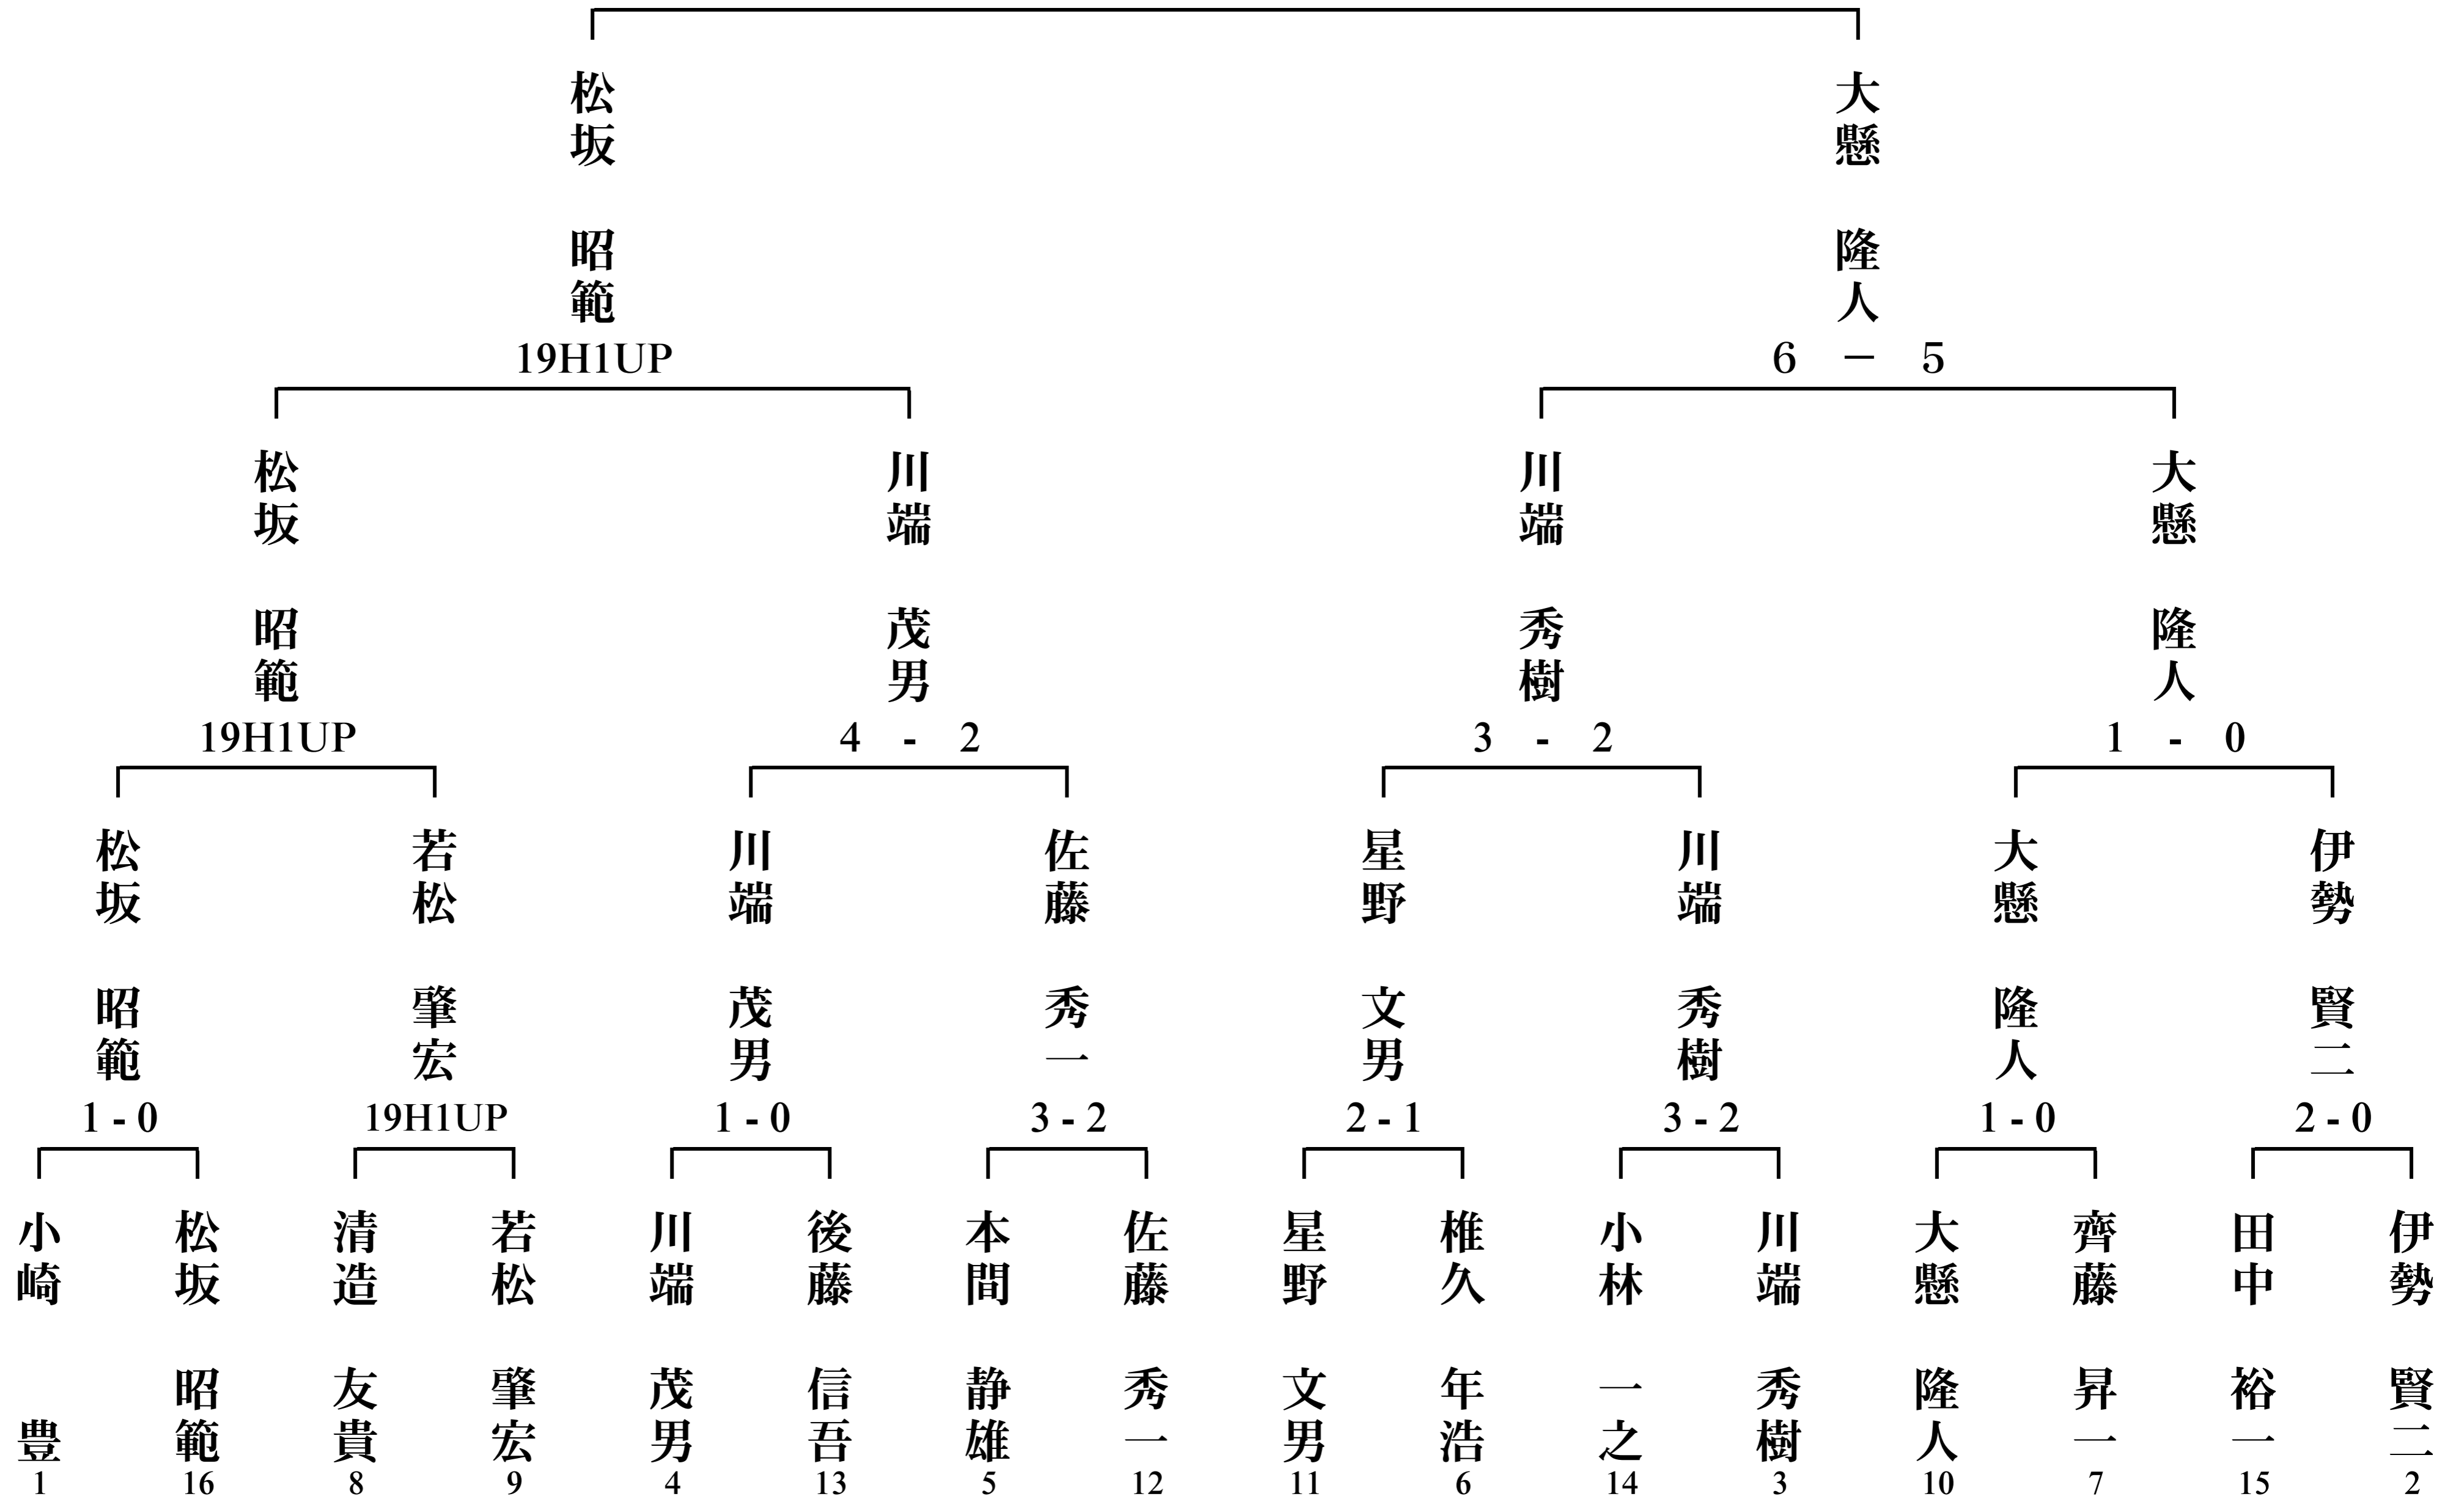 松坂 昭範
大懸 隆人
19H1UP
6 － 5
松坂 昭範
川端 茂男
川端 秀樹
大懸 隆人
19H1UP
4 - 2
3 - 2
1 - 0
松坂 昭範
若松 肇宏
川端 茂男
佐藤 秀一
星野 文男
川端 秀樹
大懸 隆人
伊勢 賢二
1 - 0
19H1UP
1 - 0
3 - 2
2 - 1
3 - 2
1 - 0
2 - 0
小崎 豊
松坂 昭範
清造 友貴
若松 肇宏
川端 茂男
後藤 信吾
本間 静雄
佐藤 秀一
星野 文男
椎久 年浩
小林 一之
川端 秀樹
大懸 隆人
齊藤 昇一
田中 裕一
伊勢 賢二
1
16
8
9
4
13
5
12
11
6
14
3
10
7
15
2